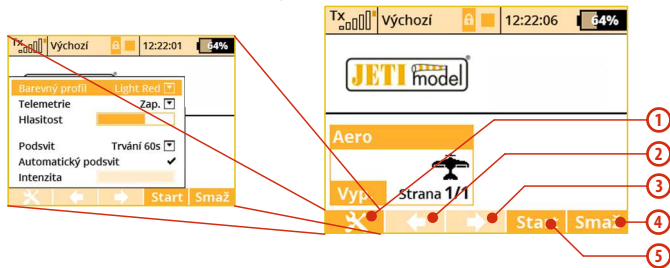 Tx Výchozí 12:22:01 64%
Barevný profil Light Red
Telemetrie Zap.
Hlasitost
Podsvit Trvání 60s
Automatický podsvit
Intenzita
Start Smaž
Tx Výchozí 12:22:06 64%
JETI model
Aero
Vyp Strana 1/1
Start Smaž
1
2
3
4
5